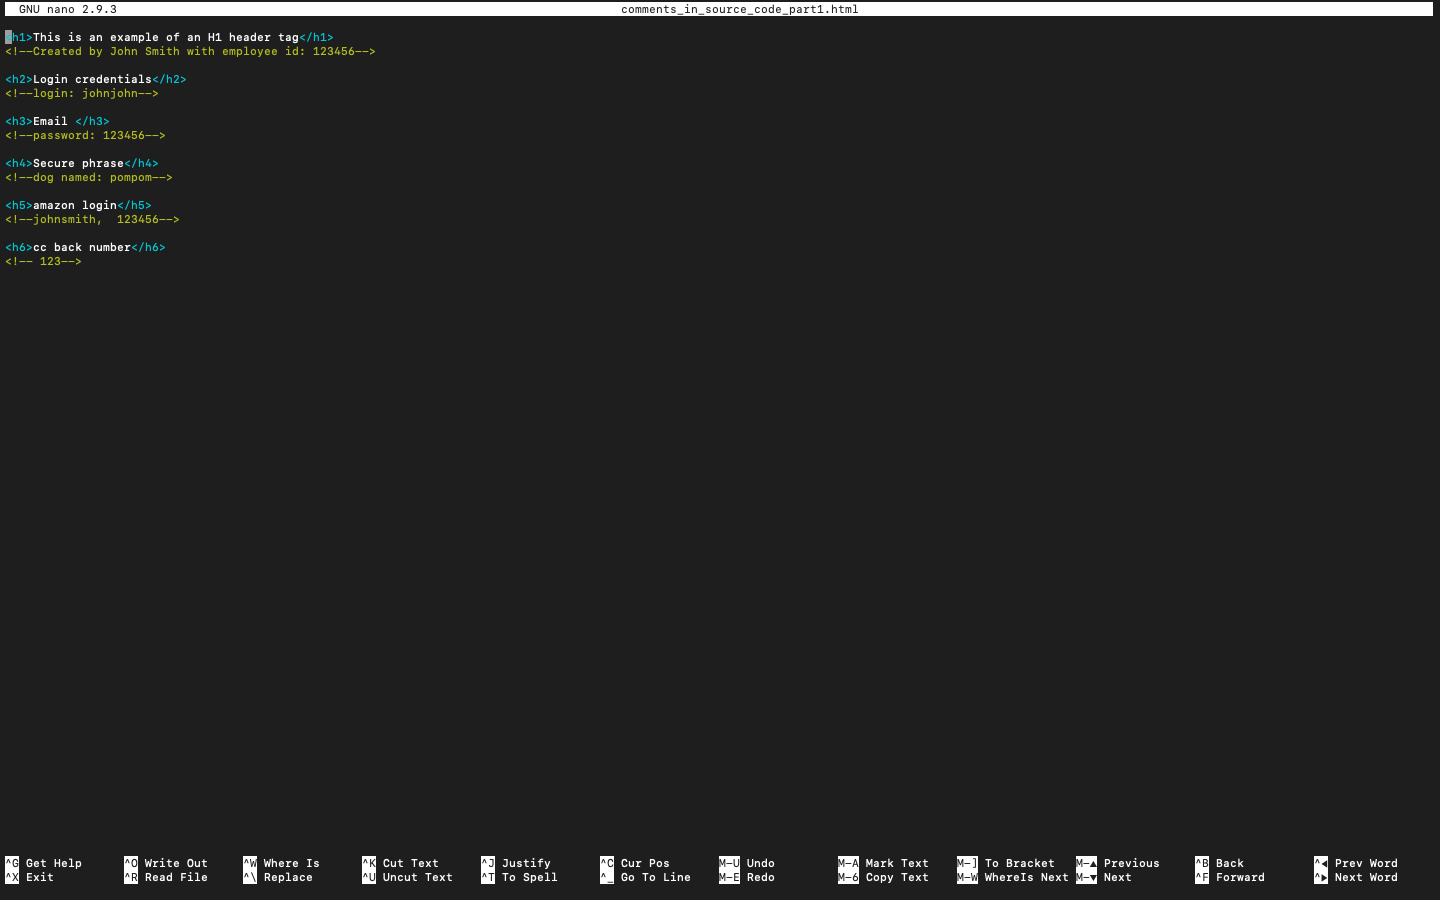 GNU nano 2.9.3 comments_in_source_code_part1.html
<h1>This is an example of an H1 header tag</h1>
<!--Created by John Smith with employee id: 123456-->
<h2>Login credentials</h2>
<!--login: johnjohn-->
<h3>Email </h3>
<!--password: 123456-->
<h4>Secure phrase</h4>
<!--dog named: pompom-->
<h5>amazon login</h5>
<!--johnsmith,  123456-->
<h6>cc back number</h6>
<!-- 123-->
^G Get Help ^O Write Out ^W Where Is ^K Cut Text ^J Justify ^C Cur Pos M-U Undo M-A Mark Text M-] To Bracket M-▲ Previous ^B Back ^◀ Prev Word
^X Exit ^R Read File ^\ Replace ^U Uncut Text ^T To Spell ^_ Go To Line M-E Redo M-6 Copy Text M-W WhereIs Next M-▼ Next ^F Forward ^▶ Next Word